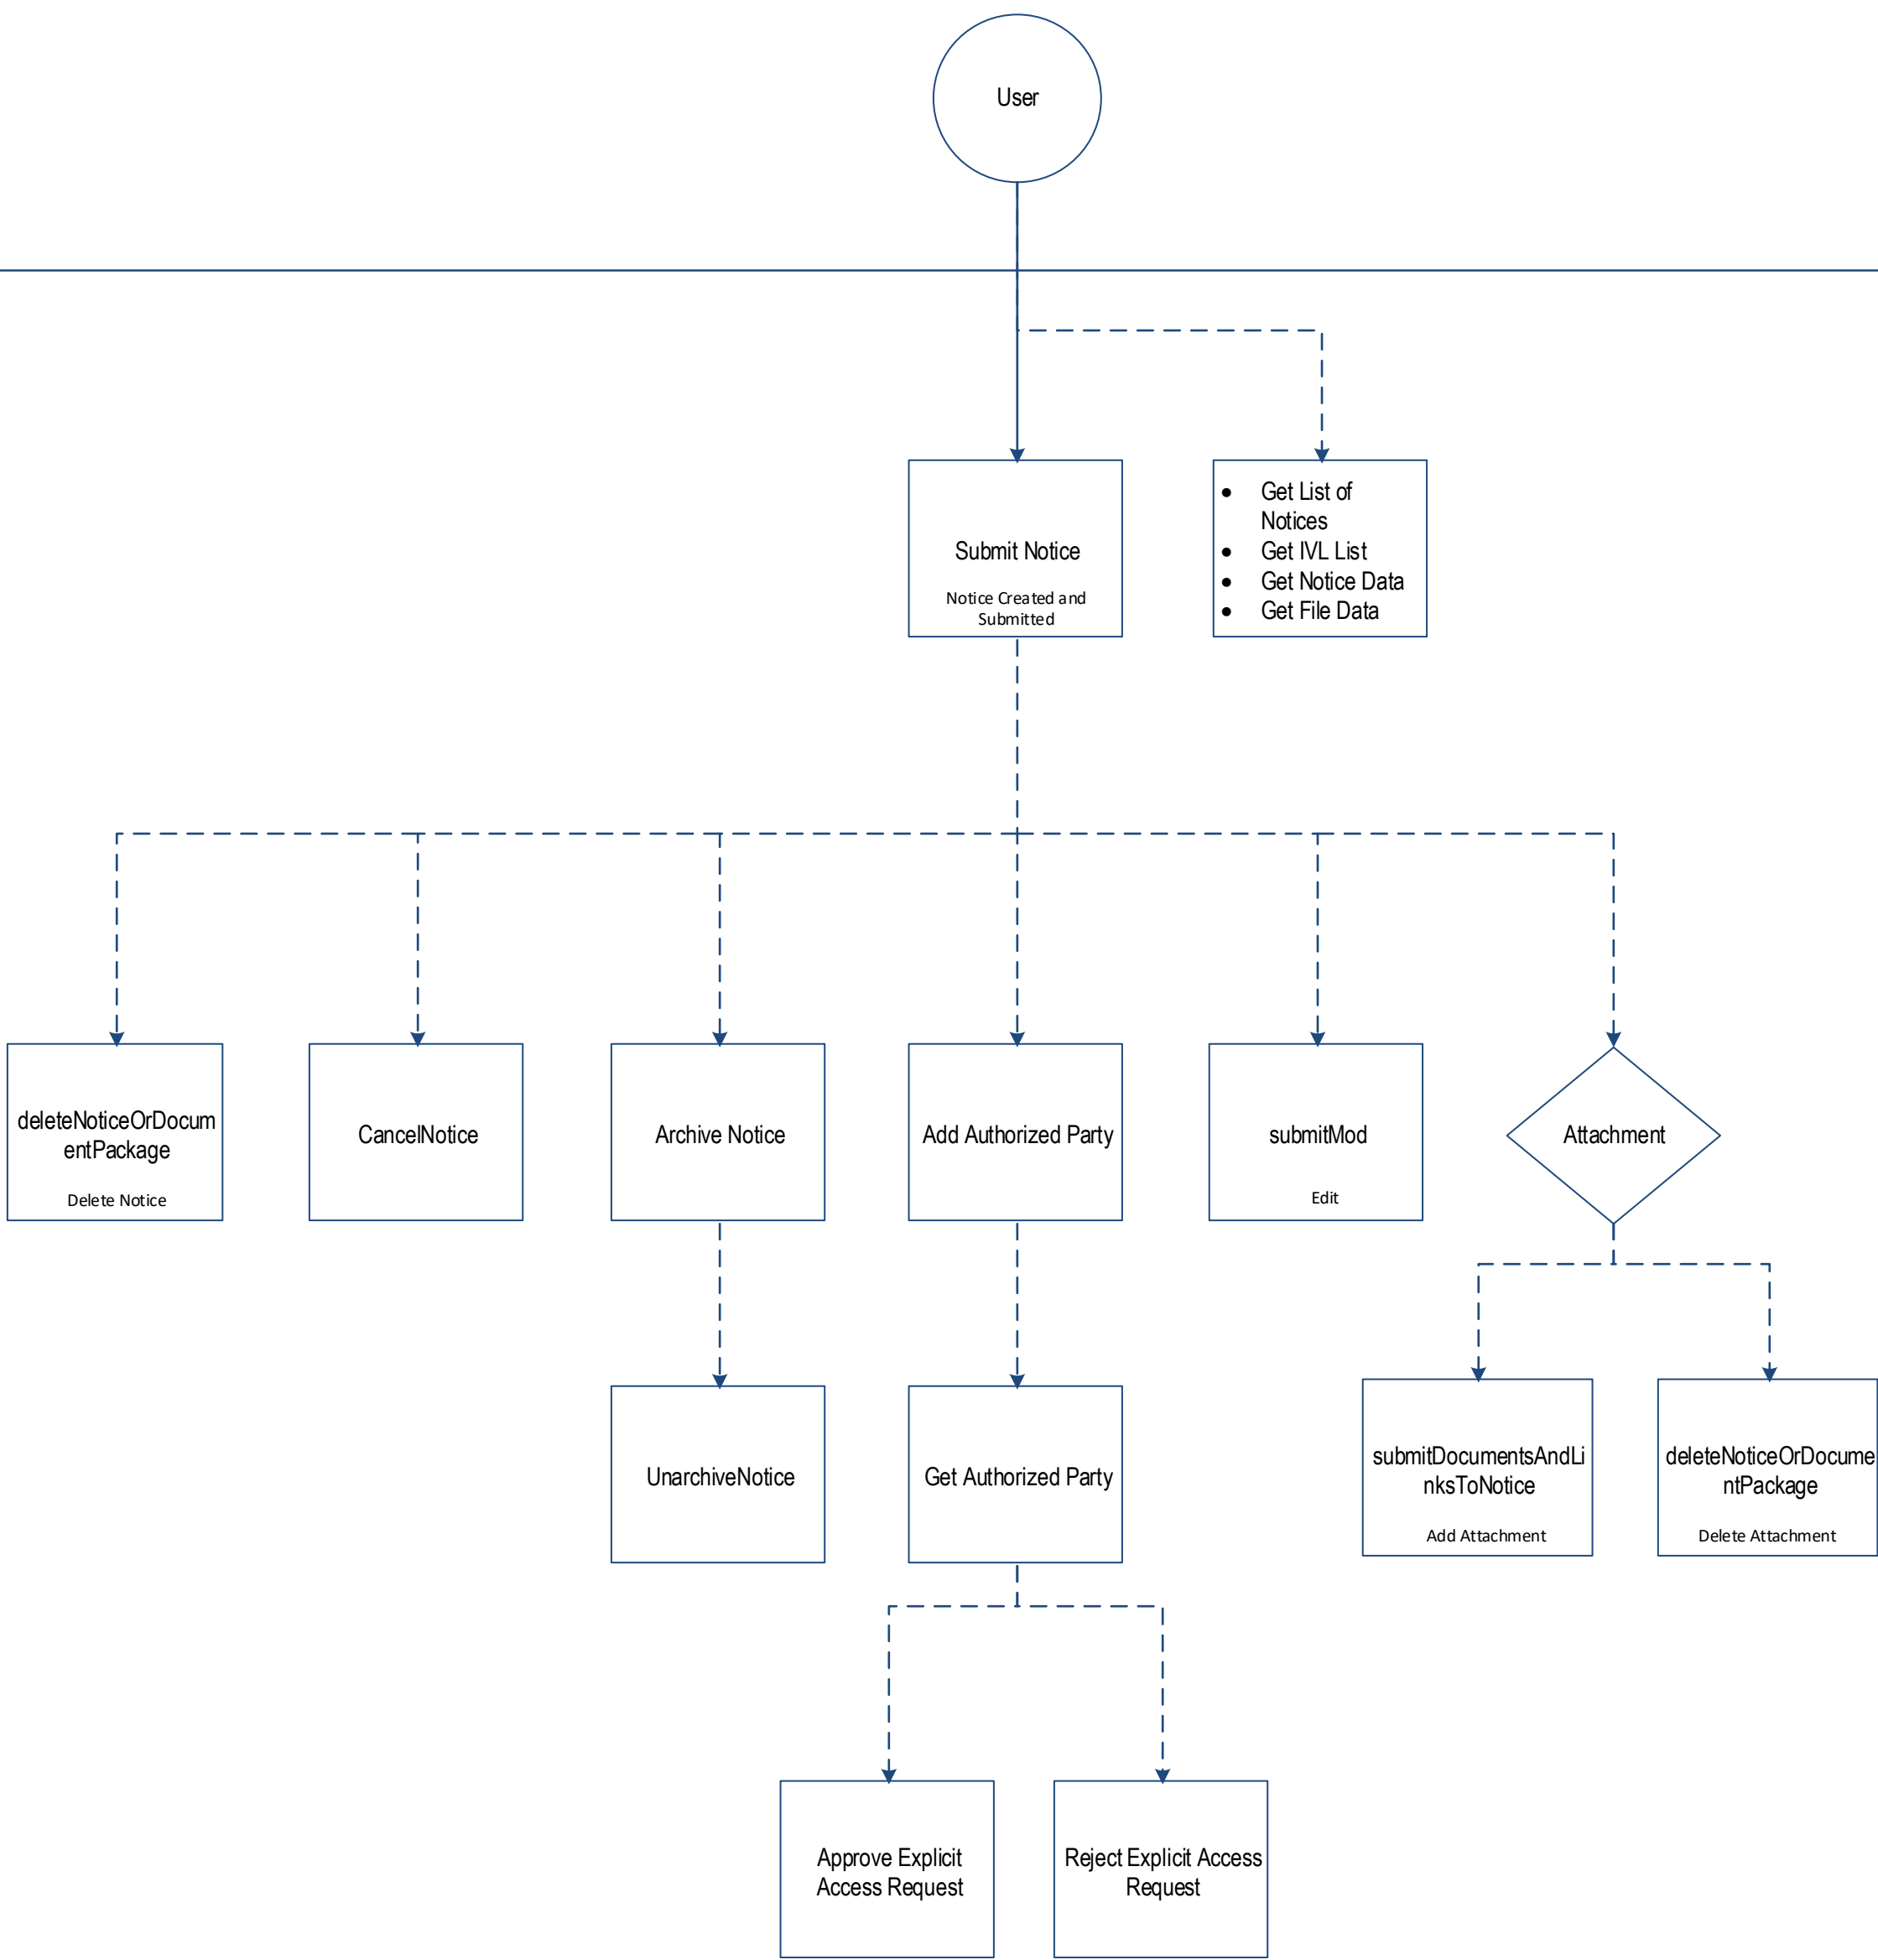 User
Submit Notice
Notice Created and
Submitted
• Get List of
Notices
• Get IVL List
• Get Notice Data
• Get File Data
deleteNoticeOrDocum
entPackage
Delete Notice
CancelNotice
Archive Notice
Add Authorized Party
submitMod
Edit
Attachment
UnarchiveNotice
Get Authorized Party
submitDocumentsAndLi
nksToNotice
Add Attachment
deleteNoticeOrDocume
ntPackage
Delete Attachment
Approve Explicit
Access Request
Reject Explicit Access
Request